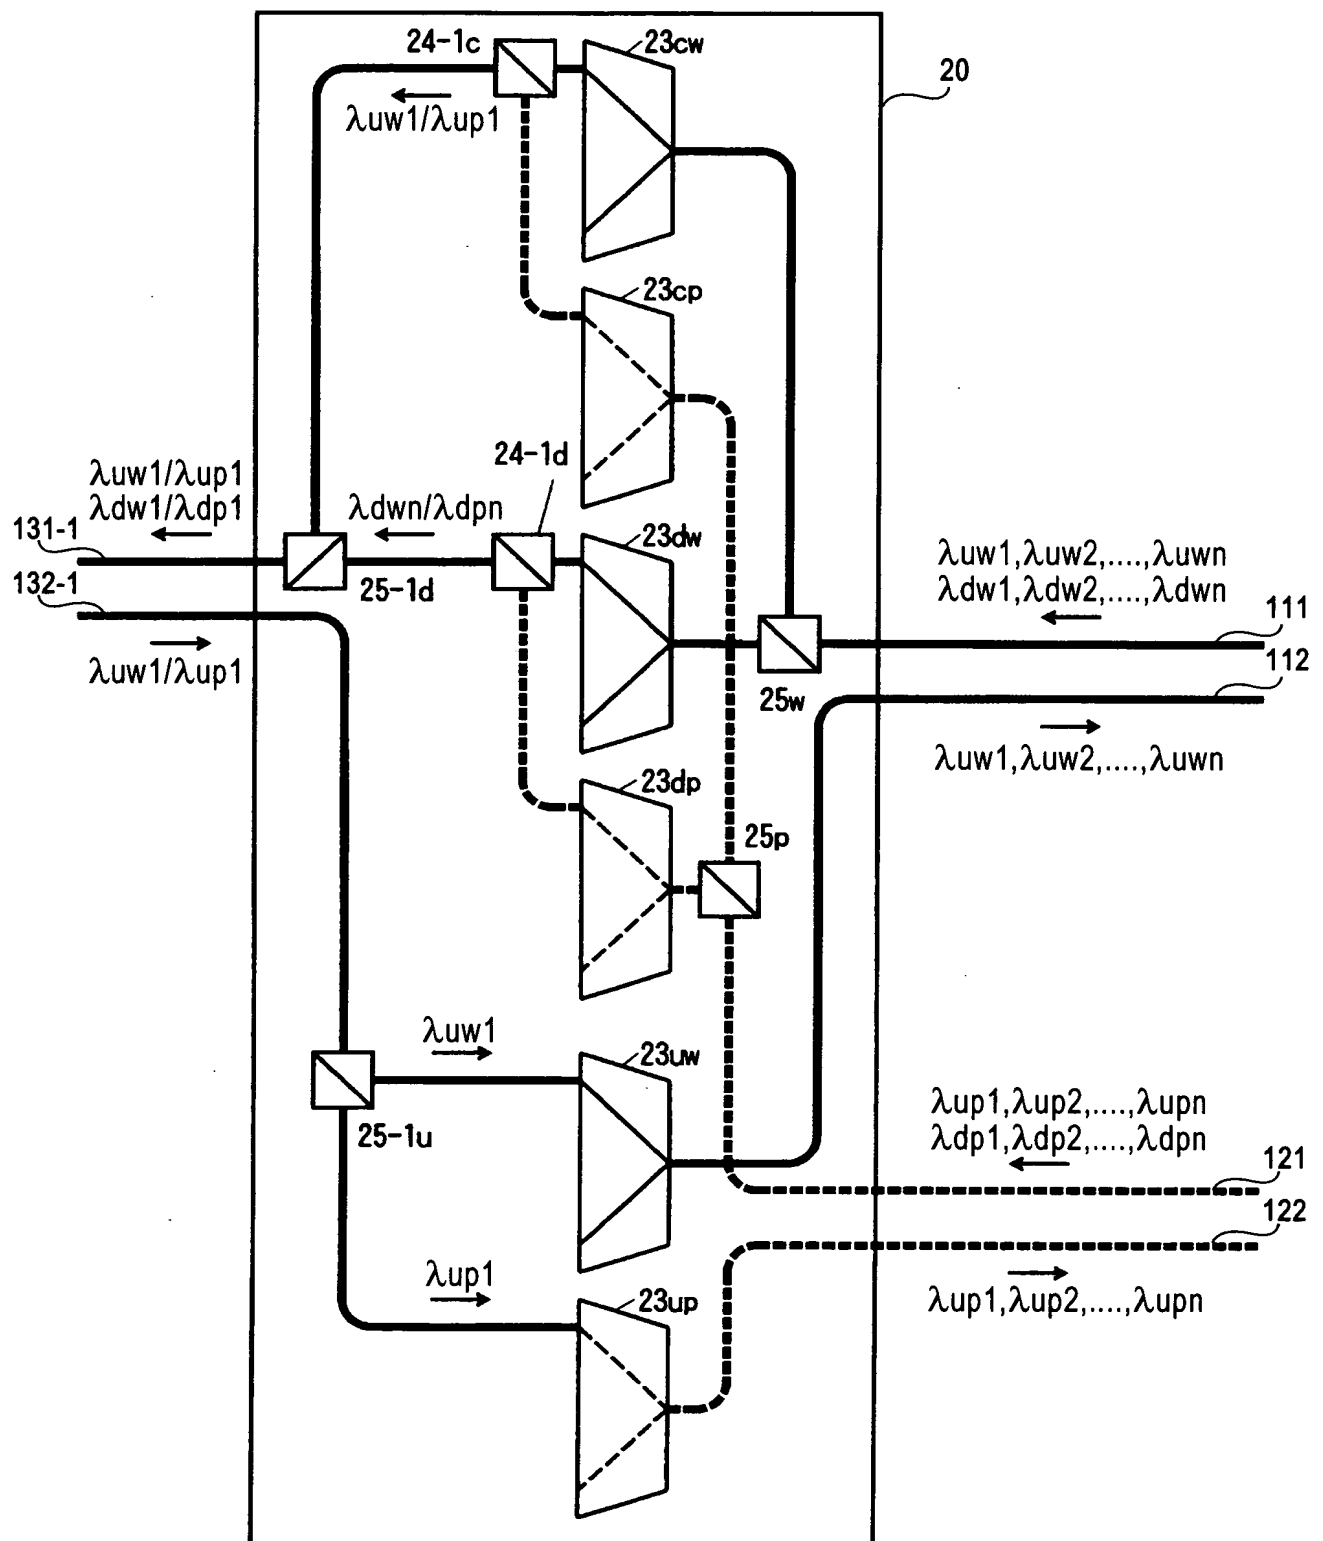 24-1c
23cw
20
λuw1/λup1
23cp
24-1d
λuw1/λup1
λdw1/λdp1
λdwn/λdpn
131-1
23dw
132-1
25-1d
λuw1,λuw2,....,λuwn
λdw1,λdw2,....,λdwn
111
112
λuw1/λup1
25w
λuw1,λuw2,....,λuwn
23dp
25p
λuw1
23uw
25-1u
λup1,λup2,....,λupn
λdp1,λdp2,....,λdpn
121
122
λup1
23up
λup1,λup2,....,λupn